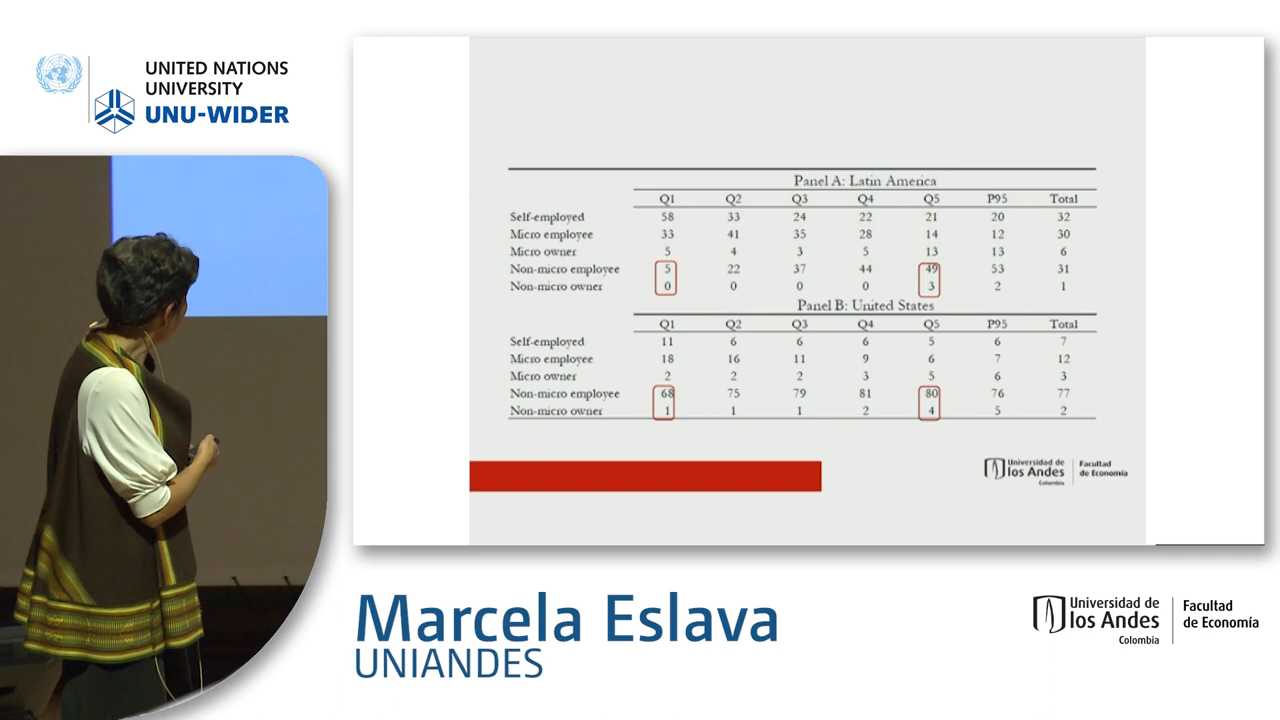 UNITED NATIONS
UNIVERSITY
UNU-WIDER
Panel A: Latin America
Q1 Q2 Q3 Q4 Q5 P95 Total
Self-employed 58 33 24 22 21 20 32
Micro employee 33 41 35 28 14 12 30
Micro owner 5 4 3 5 13 13 6
Non-micro employee 5 22 37 44 49 53 31
Non-micro owner 0 0 0 0 3 2 1
Panel B: United States
Q1 Q2 Q3 Q4 Q5 P95 Total
Self-employed 11 6 6 6 5 6 7
Micro employee 18 16 11 9 6 7 12
Micro owner 2 2 2 3 5 6 3
Non-micro employee 68 75 79 81 80 76 77
Non-micro owner 1 1 1 2 4 5 2
Universidad de
los Andes
Colombia
Facultad
de Economía
Marcela Eslava
UNIANDES
Universidad de
los Andes
Colombia
Facultad
de Economía